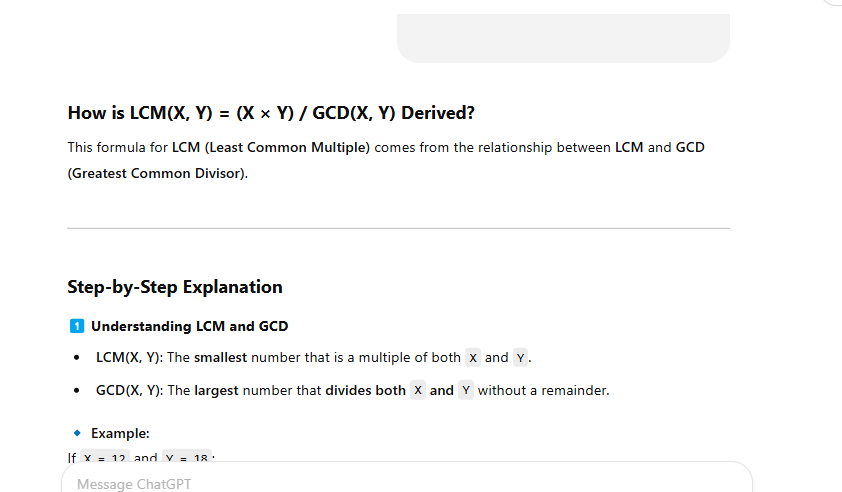 How is LCM(X, Y) = (X × Y) / GCD(X, Y) Derived?
This formula for LCM (Least Common Multiple) comes from the relationship between LCM and GCD
(Greatest Common Divisor).
Step-by-Step Explanation
1 Understanding LCM and GCD
• LCM(X, Y): The smallest number that is a multiple of both X and Y.
• GCD(X, Y): The largest number that divides both X and Y without a remainder.
🔹 Example:
If X = 12 and Y = 18:
Message ChatGPT